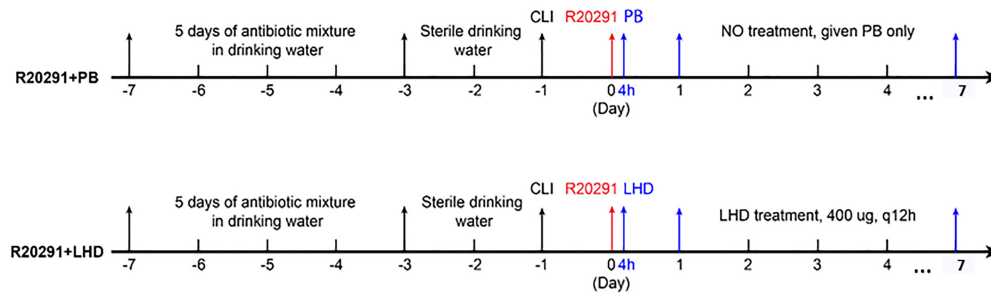 CLI R20291 PB
5 days of antibiotic mixture
in drinking water
Sterile drinking
water
NO treatment, given PB only
R20291+PB
-7 -6 -5 -4 -3 -2 -1 0 4h 1 2 3 4 ... 7
(Day)
CLI R20291 LHD
5 days of antibiotic mixture
in drinking water
Sterile drinking
water
LHD treatment, 400 ug, q12h
R20291+LHD
-7 -6 -5 -4 -3 -2 -1 0 4h 1 2 3 4 ... 7
(Day)